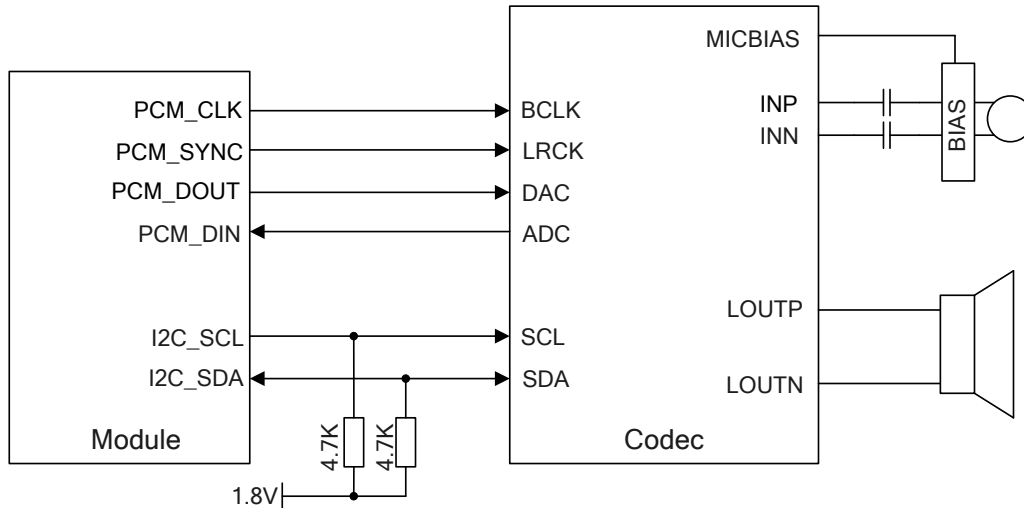 PCM_CLK
PCM_SYNC
PCM_DOUT
PCM_DIN
I2C_SCL
I2C_SDA
Module
4.7K
4.7K
1.8V
BCLK
LRCK
DAC
ADC
SCL
SDA
Codec
MICBIAS
INP
INN
LOUTP
LOUTN
BIAS